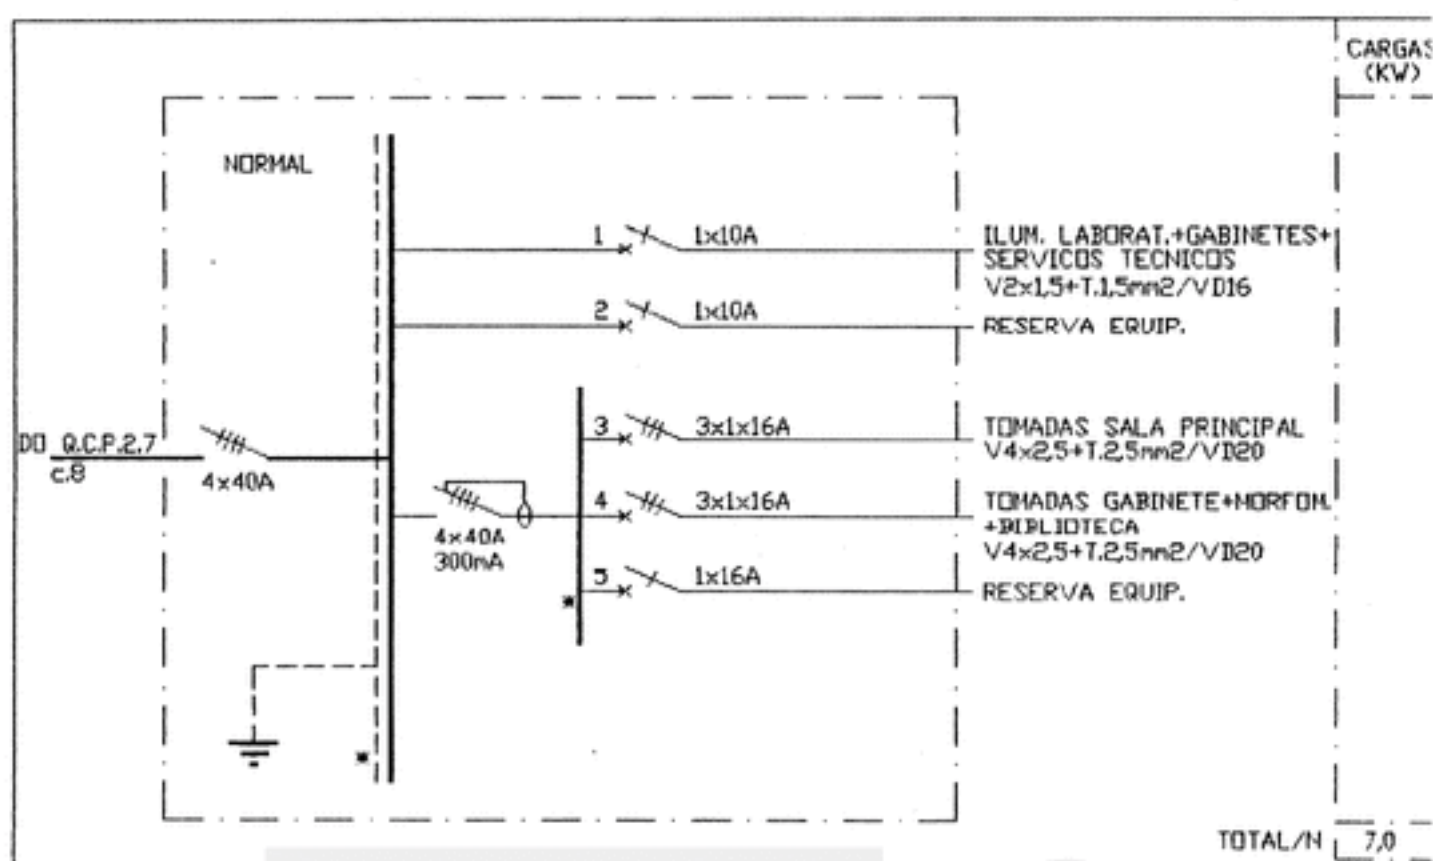 CARGAS
(KW)
NORMAL
1 1x10A
ILUM. LABORAT.+GABINETES+
SERVICOS TECNICOS
V2x1,5+T.1,5mm2/VD16
2 1x10A
RESERVA EQUIP.
3 3x1x16A
TOMADAS SALA PRINCIPAL
V4x2,5+T.2,5mm2/VD20
DO Q.C.P.2.7
c.8
4x40A
4x40A
300mA
4 3x1x16A
TOMADAS GABINETE+MORFOM.
+BIBLIOTECA
V4x2,5+T.2,5mm2/VD20
5 1x16A
RESERVA EQUIP.
*
*
TOTAL/N 7,0